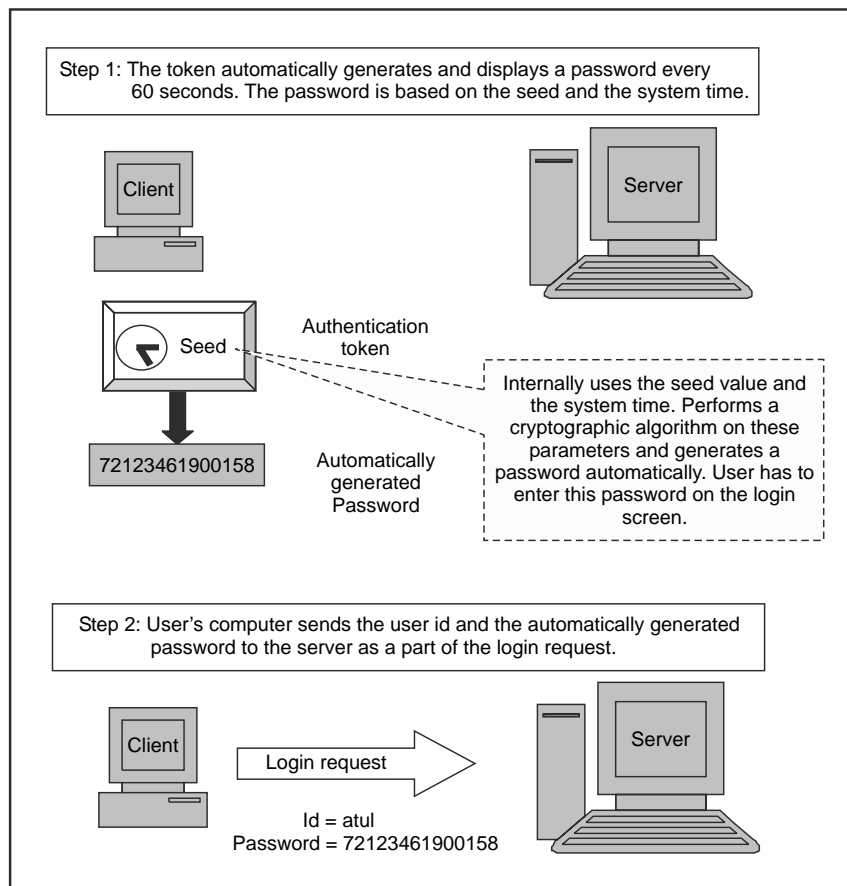 Step 1: The token automatically generates and displays a password every
60 seconds. The password is based on the seed and the system time.
Client
Server
Seed
Authentication
token
Internally uses the seed value and
the system time. Performs a
cryptographic algorithm on these
parameters and generates a
password automatically. User has to
enter this password on the login
screen.
72123461900158
Automatically
generated
Password
Step 2: User’s computer sends the user id and the automatically generated
password to the server as a part of the login request.
Client
Login request
Server
Id = atul
Password = 72123461900158